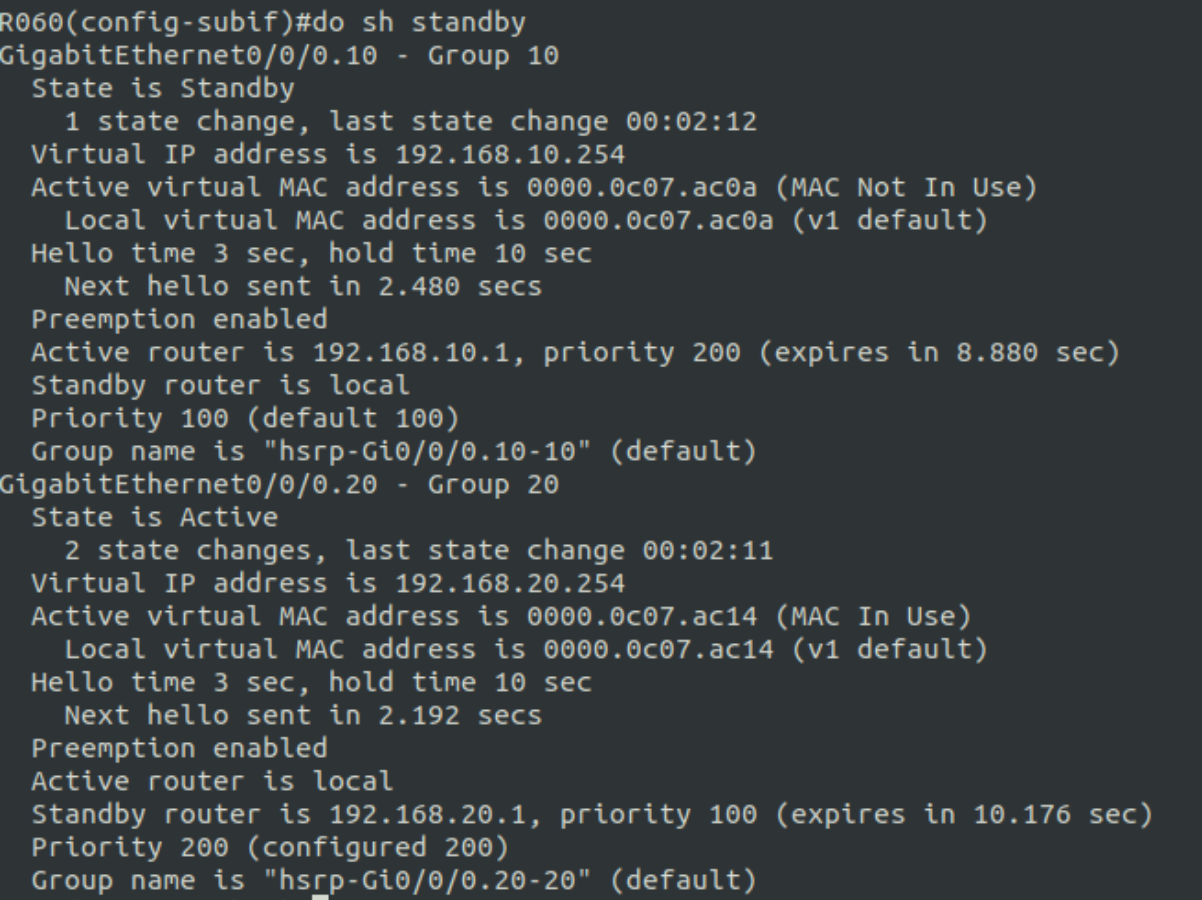 R060(config-subif)#do sh standby
GigabitEthernet0/0/0.10 - Group 10
  State is Standby
    1 state change, last state change 00:02:12
  Virtual IP address is 192.168.10.254
  Active virtual MAC address is 0000.0c07.ac0a (MAC Not In Use)
    Local virtual MAC address is 0000.0c07.ac0a (v1 default)
  Hello time 3 sec, hold time 10 sec
    Next hello sent in 2.480 secs
  Preemption enabled
  Active router is 192.168.10.1, priority 200 (expires in 8.880 sec)
  Standby router is local
  Priority 100 (default 100)
  Group name is "hsrp-Gi0/0/0.10-10" (default)
GigabitEthernet0/0/0.20 - Group 20
  State is Active
    2 state changes, last state change 00:02:11
  Virtual IP address is 192.168.20.254
  Active virtual MAC address is 0000.0c07.ac14 (MAC In Use)
    Local virtual MAC address is 0000.0c07.ac14 (v1 default)
  Hello time 3 sec, hold time 10 sec
    Next hello sent in 2.192 secs
  Preemption enabled
  Active router is local
  Standby router is 192.168.20.1, priority 100 (expires in 10.176 sec)
  Priority 200 (configured 200)
  Group name is "hsrp-Gi0/0/0.20-20" (default)